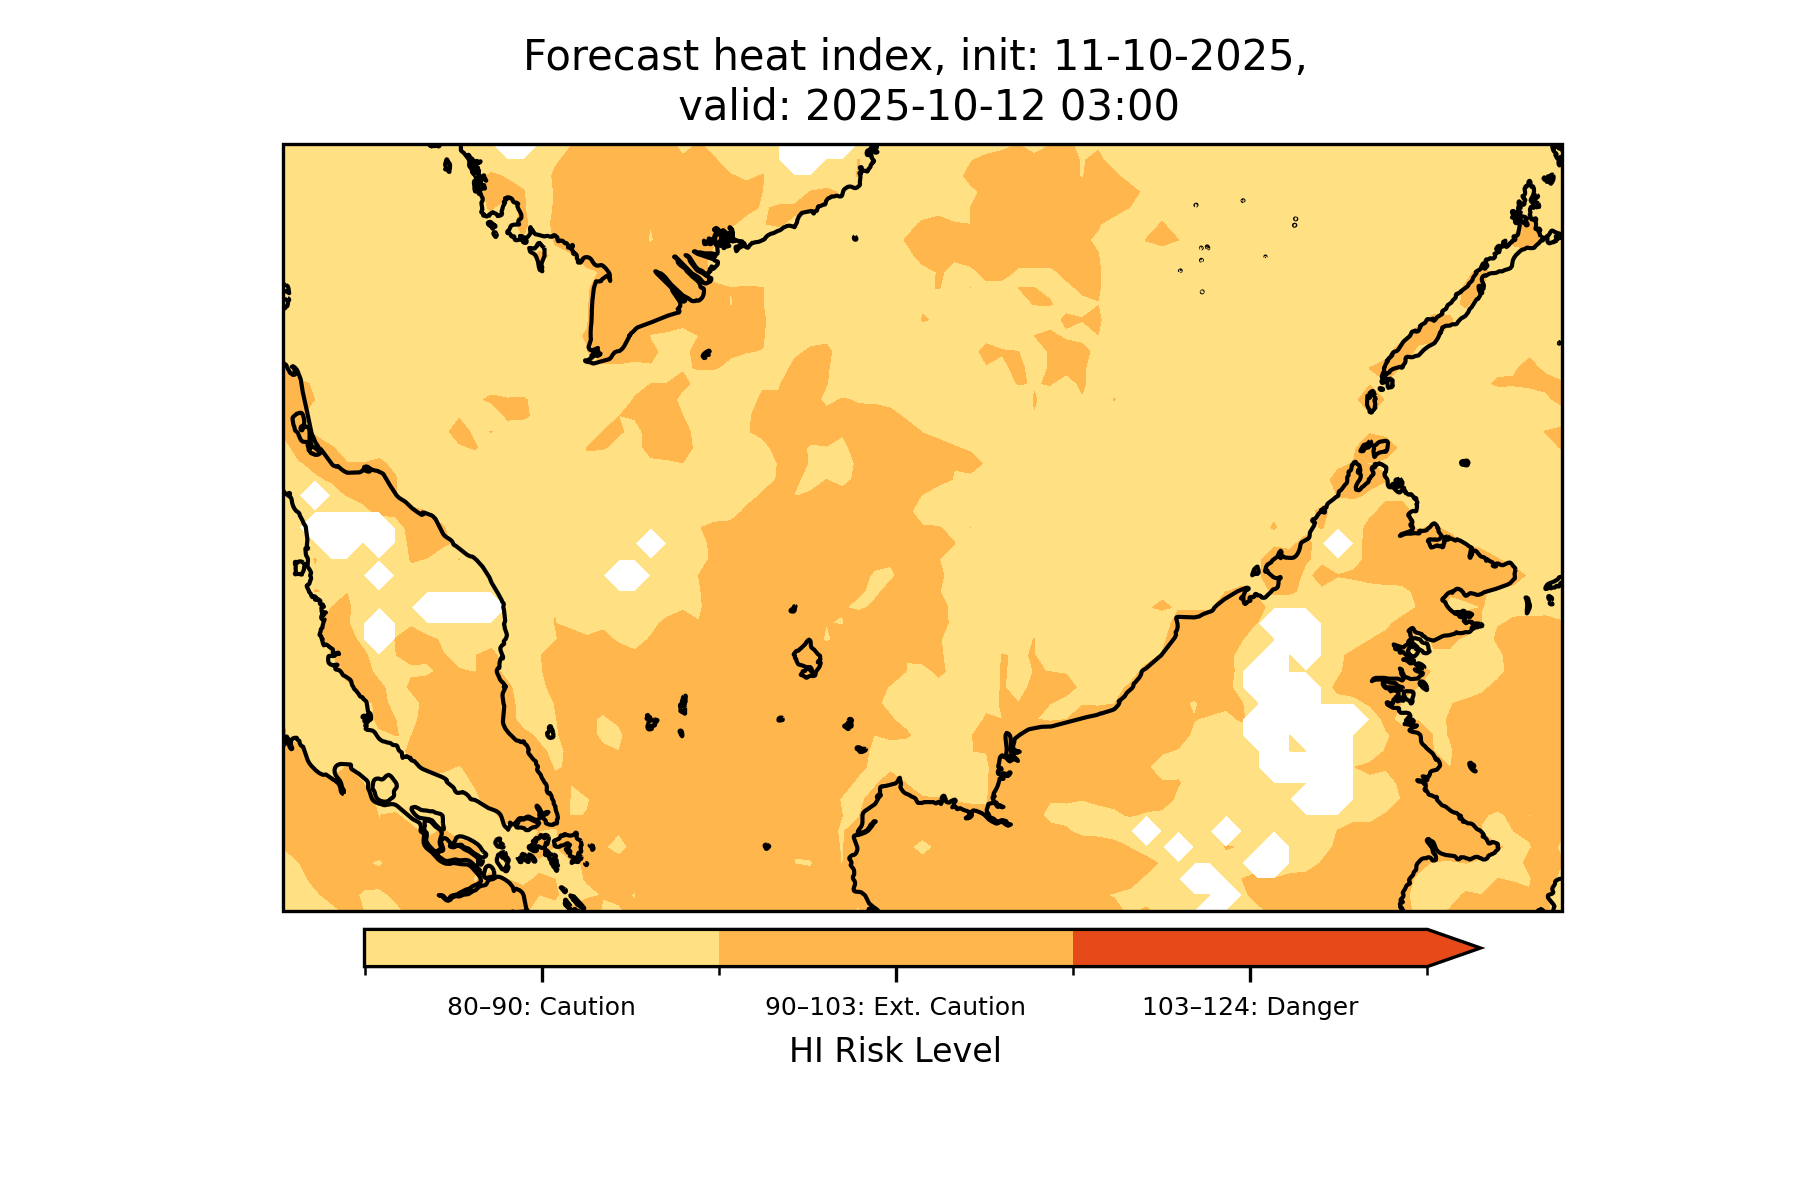 Forecast heat index, init: 11-10-2025,
valid: 2025-10-12 03:00
80–90: Caution
90–103: Ext. Caution
103–124: Danger
HI Risk Level